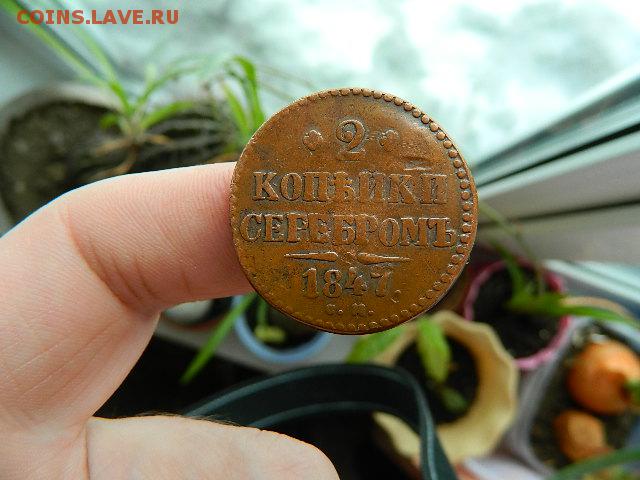 COINS.LAVE.RU
2
КОПѢЙКИ
СЕРЕБРОМЪ
1847.
С. М.